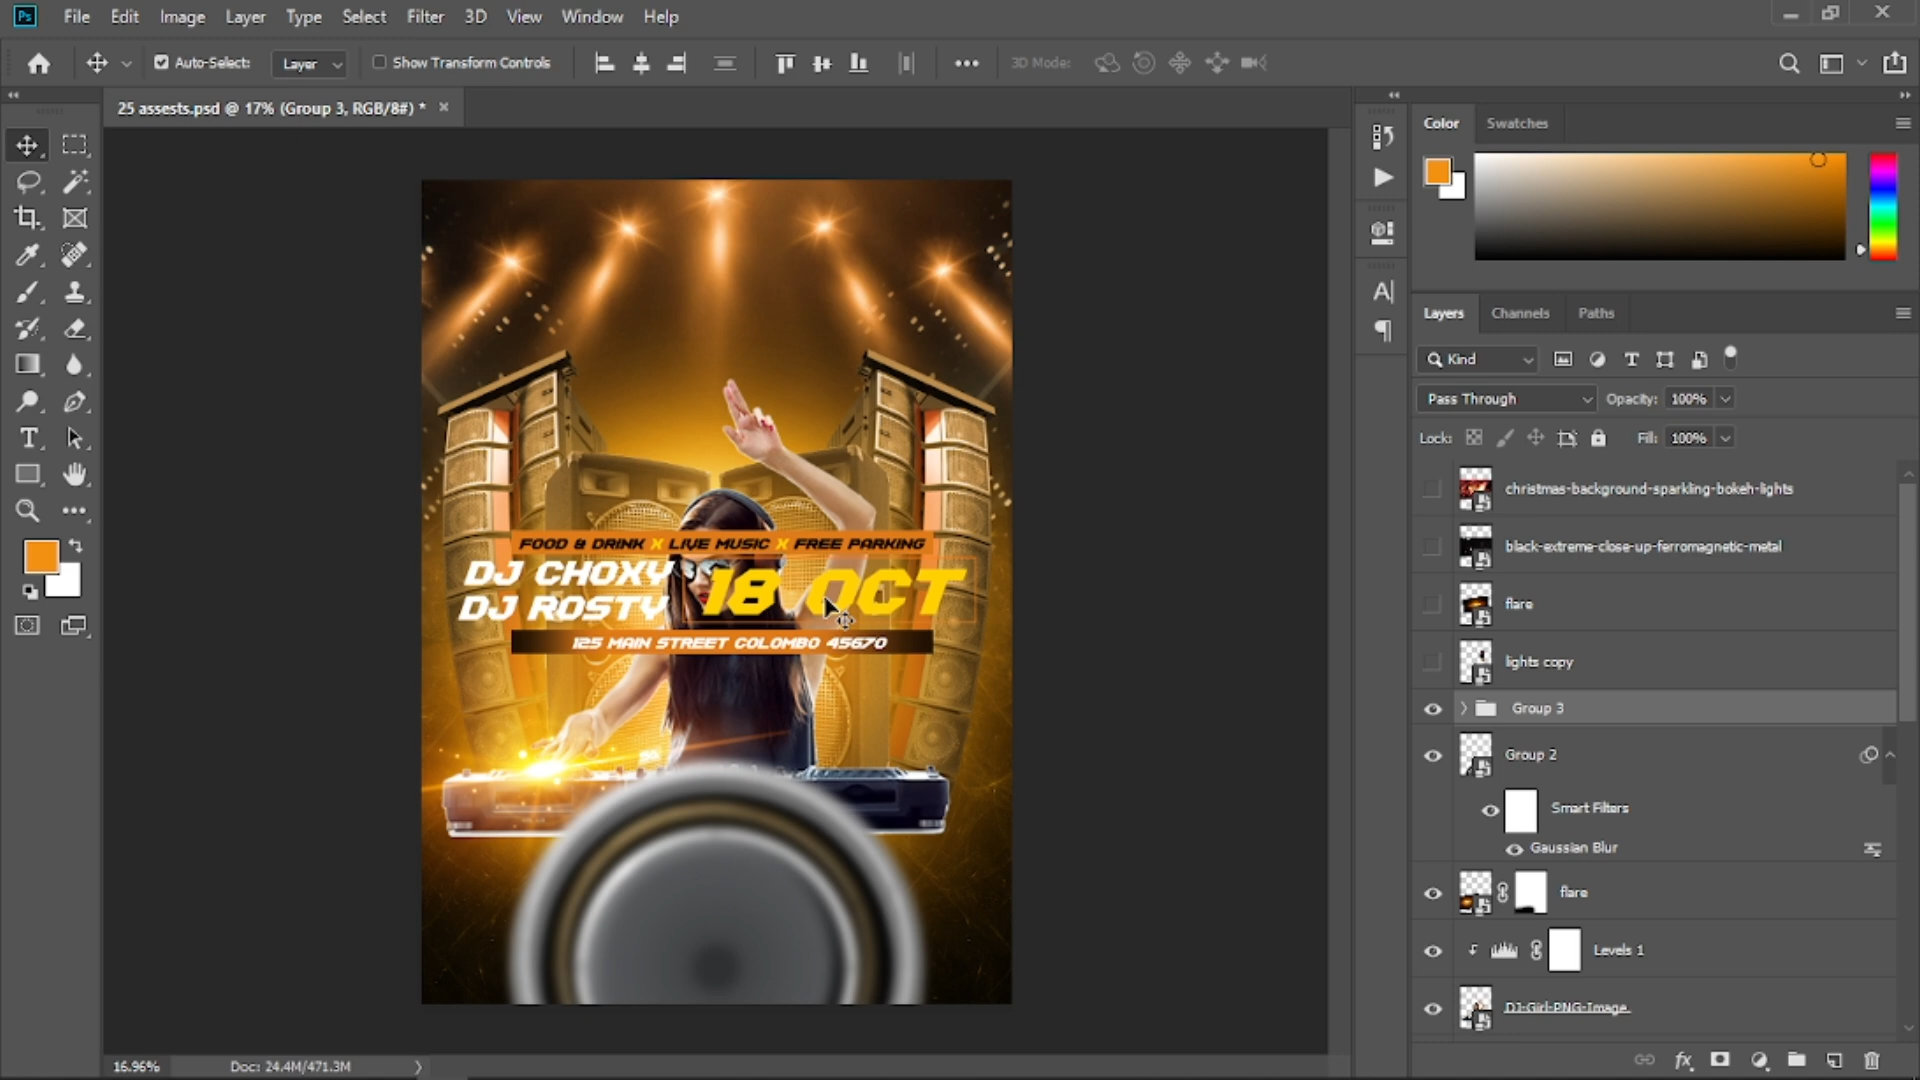 Ps File Edit Image Layer Type Select Filter 3D View Window Help
Auto-Select: Layer Show Transform Controls 3D Mode:
25 assests.psd @ 17% (Group 3, RGB/8#) * ×
Color Swatches
Layers Channels Paths
Kind
Pass Through Opacity: 100%
Lock: Fill: 100%
christmas-background-sparkling-bokeh-lights
black-extreme-close-up-ferromagnetic-metal
flare
lights copy
Group 3
Group 2
Smart Filters
Gaussian Blur
flare
Levels 1
DJ-Girl-PNG-Image
FOOD & DRINK X LIVE MUSIC X FREE PARKING
DJ CHOXY
DJ ROSTY
18 OCT
125 MAIN STREET COLOMBO 45670
16.96% Doc: 24.4M/471.3M